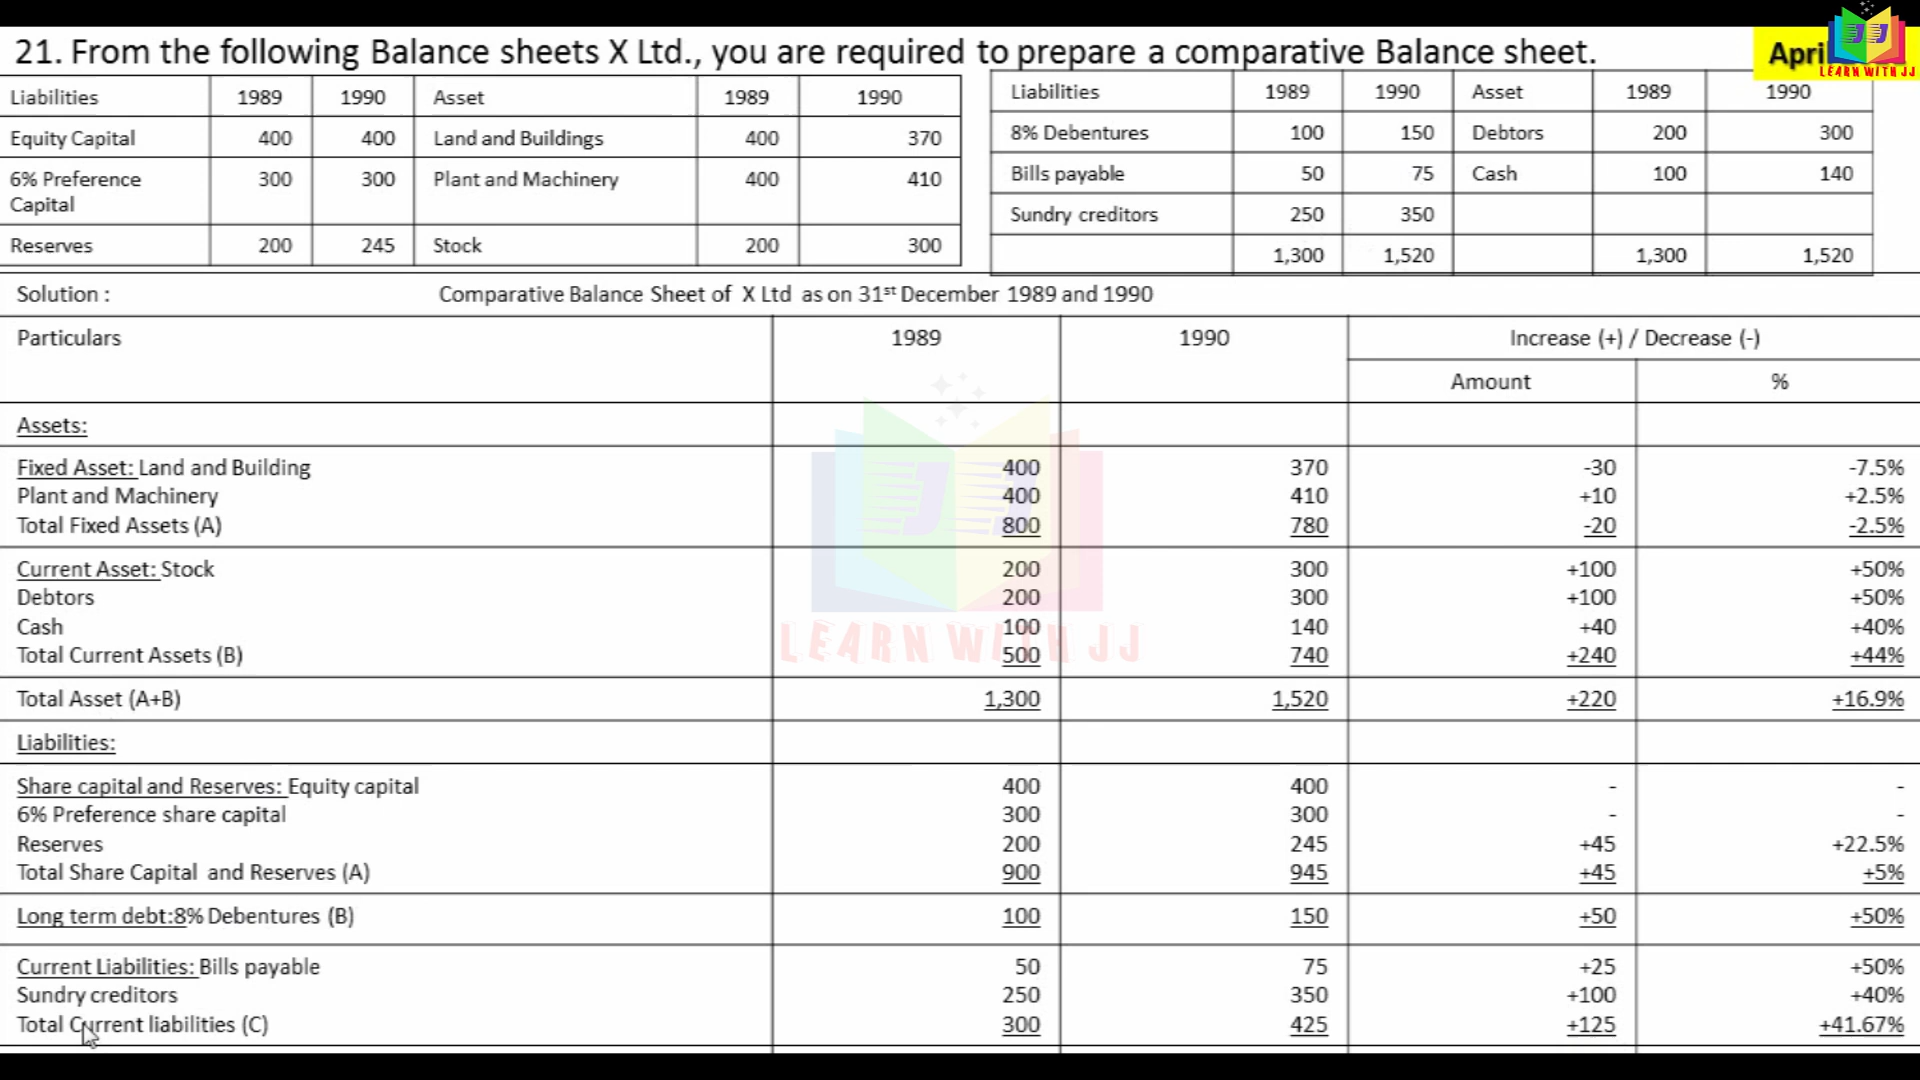 21. From the following Balance sheets X Ltd., you are required to prepare a comparative Balance sheet.
LEARN WITH JJ
Liabilities 1989 1990 Asset 1989 1990
Equity Capital 400 400 Land and Buildings 400 370
6% Preference Capital 300 300 Plant and Machinery 400 410
Reserves 200 245 Stock 200 300
Liabilities 1989 1990 Asset 1989 1990
8% Debentures 100 150 Debtors 200 300
Bills payable 50 75 Cash 100 140
Sundry creditors 250 350
1,300 1,520 1,300 1,520
Solution : Comparative Balance Sheet of X Ltd as on 31st December 1989 and 1990
Particulars 1989 1990 Increase (+) / Decrease (-)
Amount %
Assets:
Fixed Asset: Land and Building 400 370 -30 -7.5%
Plant and Machinery 400 410 +10 +2.5%
Total Fixed Assets (A) 800 780 -20 -2.5%
Current Asset: Stock 200 300 +100 +50%
Debtors 200 300 +100 +50%
Cash 100 140 +40 +40%
LEARN WITH JJ
Total Current Assets (B) 500 740 +240 +44%
Total Asset (A+B) 1,300 1,520 +220 +16.9%
Liabilities:
Share capital and Reserves: Equity capital 400 400 - -
6% Preference share capital 300 300 - -
Reserves 200 245 +45 +22.5%
Total Share Capital and Reserves (A) 900 945 +45 +5%
Long term debt:8% Debentures (B) 100 150 +50 +50%
Current Liabilities: Bills payable 50 75 +25 +50%
Sundry creditors 250 350 +100 +40%
Total Current liabilities (C) 300 425 +125 +41.67%